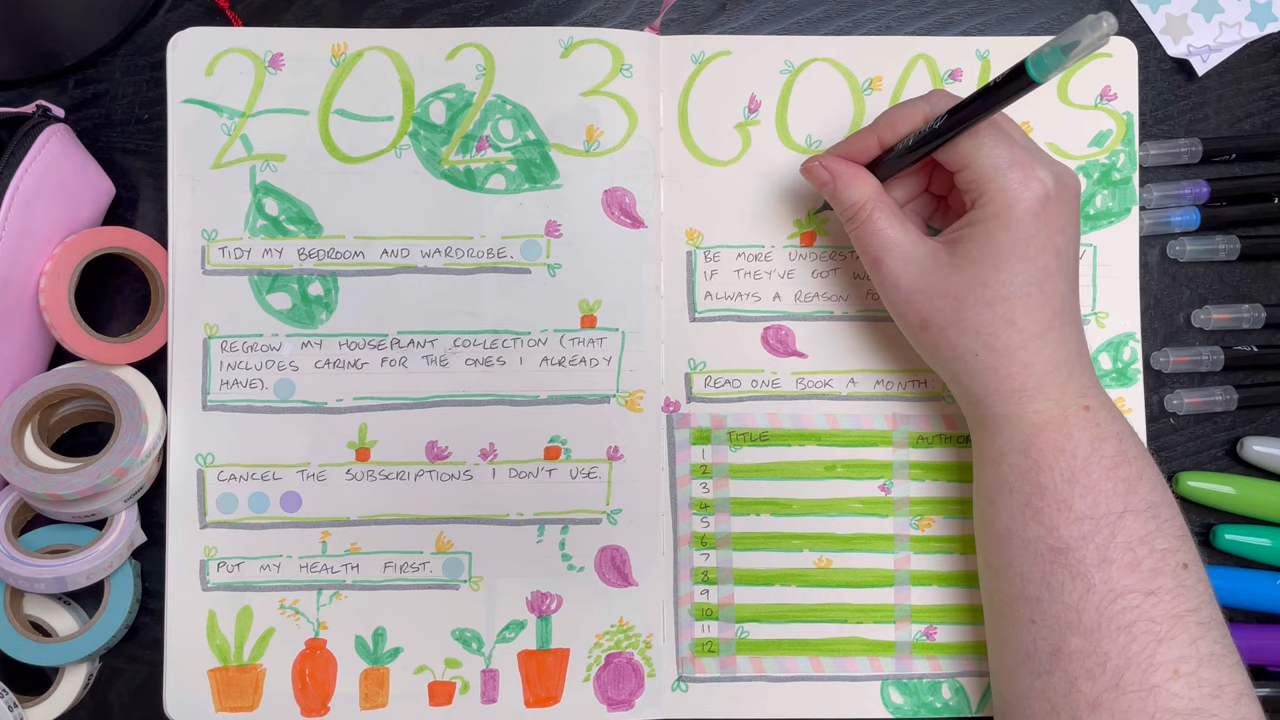 2023 GOALS
TIDY MY BEDROOM AND WARDROBE.
REGROW MY HOUSEPLANT COLLECTION (THAT
INCLUDES CARING FOR THE ONES I ALREADY
HAVE).
CANCEL THE SUBSCRIPTIONS I DON'T USE.
PUT MY HEALTH FIRST.
BE MORE
IF THEY'VE GOT
ALWAYS A REASON
READ ONE BOOK A MONTH:
TITLE AUTHOR
1
2
3
4
5
6
7
8
9
10
11
12